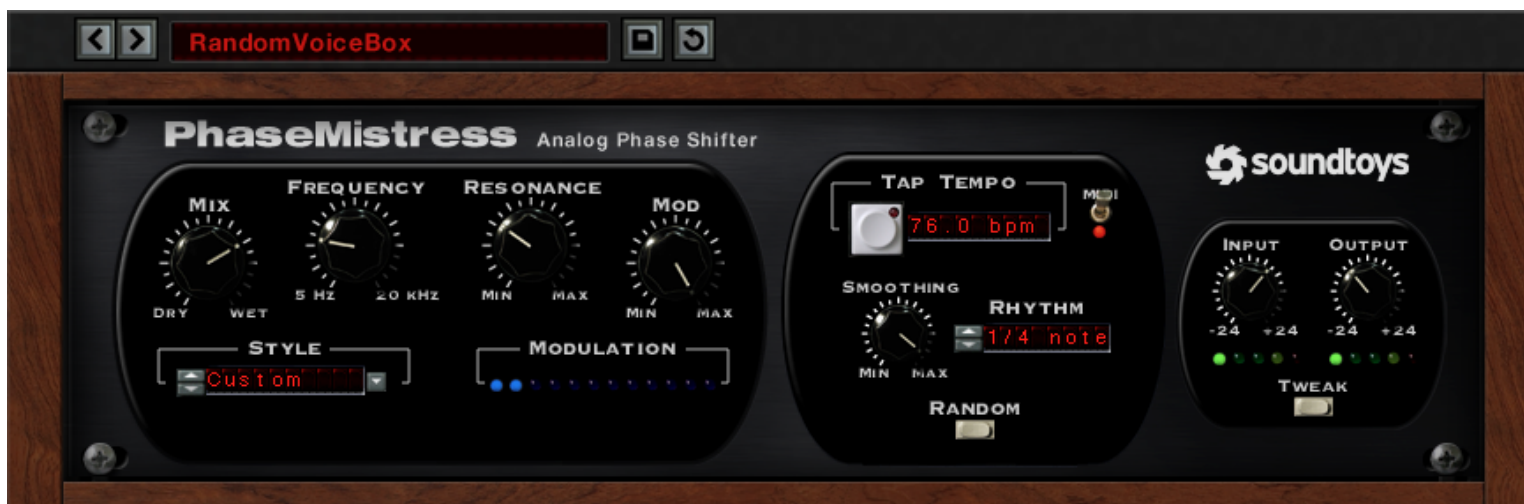 RandomVoiceBox
PhaseMistress Analog Phase Shifter
soundtoys
MIX
FREQUENCY
RESONANCE
MOD
DRY WET
5 HZ 20 KHZ
MIN MAX
MIN MAX
STYLE
Custom
MODULATION
TAP TEMPO
76.0 bpm
MIDI
SMOOTHING
MIN MAX
RHYTHM
1/4 note
RANDOM
INPUT OUTPUT
-24 +24 -24 +24
TWEAK